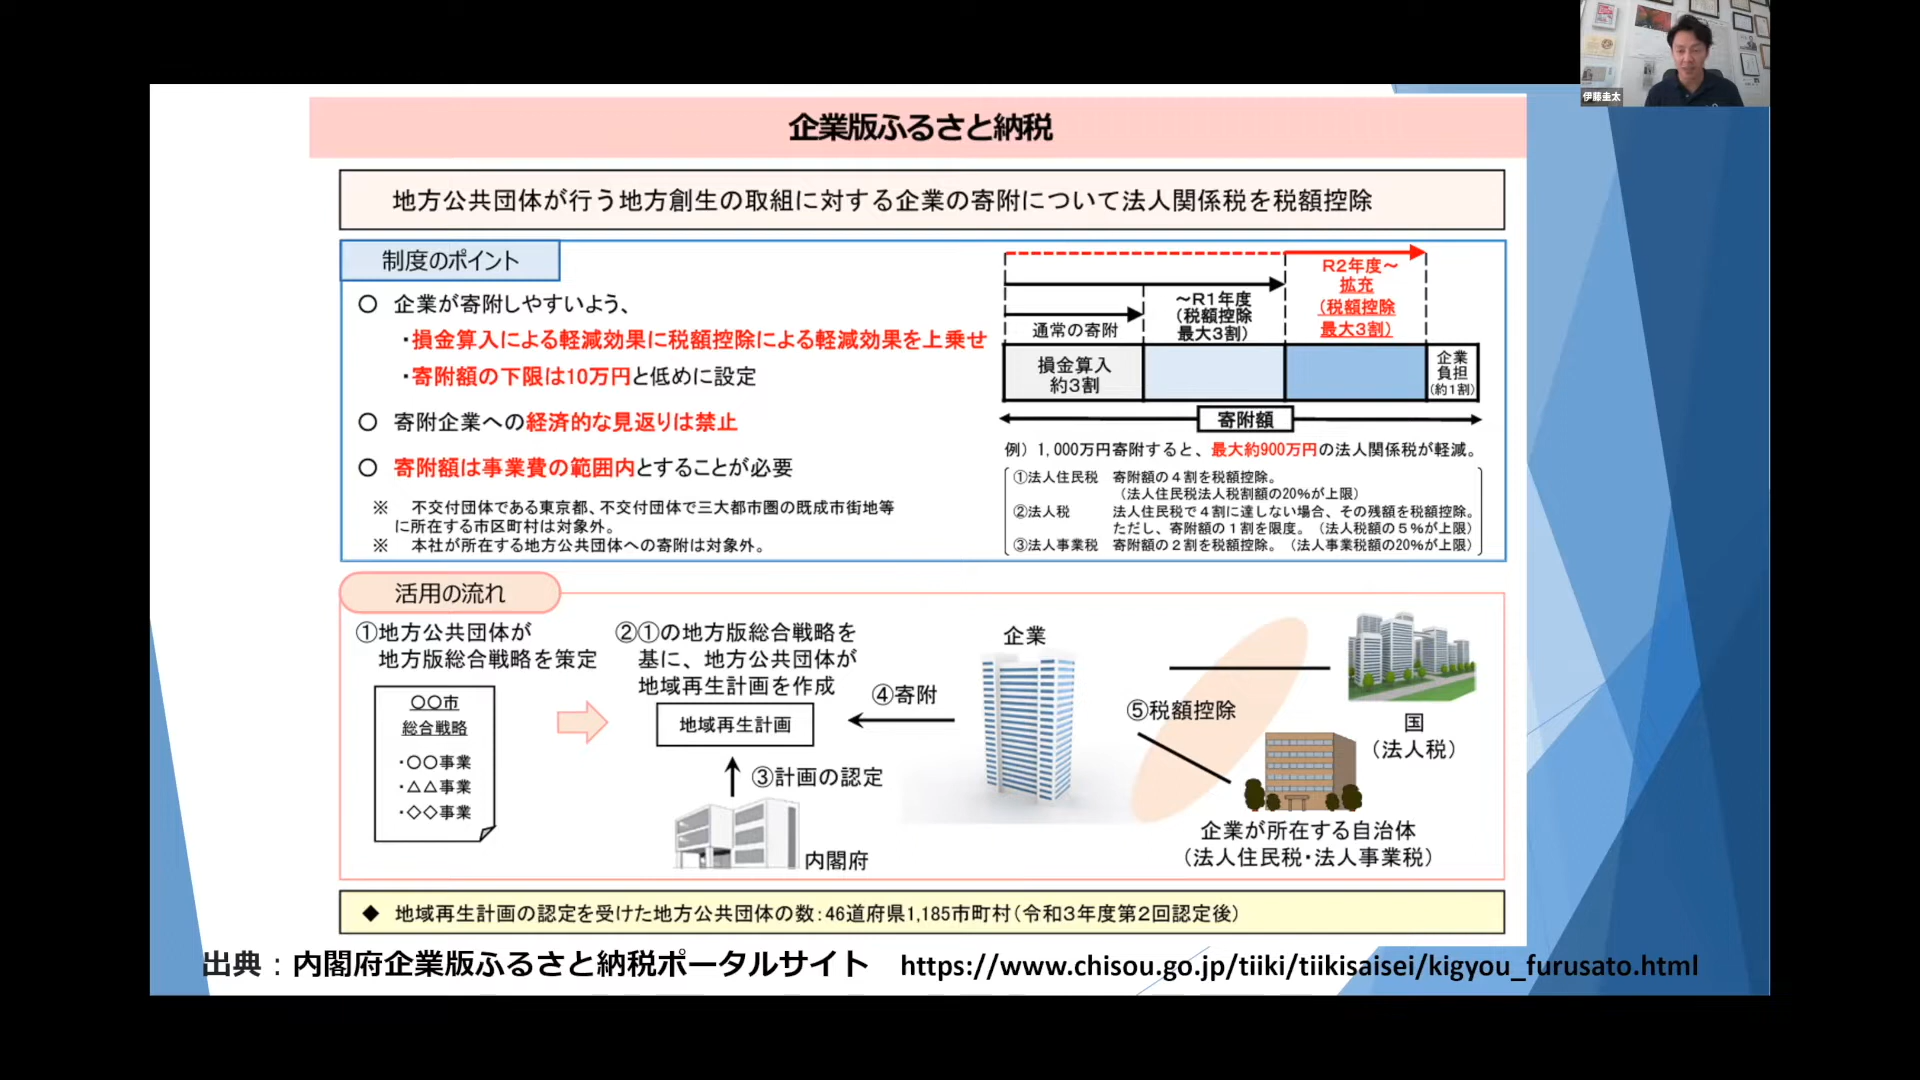 伊藤圭太
企業版ふるさと納税
地方公共団体が行う地方創生の取組に対する企業の寄附について法人関係税を税額控除
制度のポイント
○ 企業が寄附しやすいよう、
・損金算入による軽減効果に税額控除による軽減効果を上乗せ
・寄附額の下限は10万円と低めに設定
○ 寄附企業への経済的な見返りは禁止
○ 寄附額は事業費の範囲内とすることが必要
※ 不交付団体である東京都、不交付団体で三大都市圏の既成市街地等
に所在する市区町村は対象外。
※ 本社が所在する地方公共団体への寄附は対象外。
通常の寄附
～R1年度
(税額控除
最大3割)
R2年度～
拡充
(税額控除
最大3割)
損金算入
約3割
企業
負担
(約1割)
寄附額
例）1,000万円寄附すると、最大約900万円の法人関係税が軽減。
①法人住民税 寄附額の４割を税額控除。
（法人住民税法人税割額の20%が上限）
②法人税 法人住民税で４割に達しない場合、その残額を税額控除。
ただし、寄附額の１割を限度。（法人税額の５%が上限）
③法人事業税 寄附額の２割を税額控除。（法人事業税額の20%が上限）
活用の流れ
①地方公共団体が
地方版総合戦略を策定
○○市
総合戦略
・○○事業
・△△事業
・◇◇事業
②①の地方版総合戦略を
基に、地方公共団体が
地域再生計画を作成
地域再生計画
③計画の認定
内閣府
④寄附
企業
⑤税額控除
国
（法人税）
企業が所在する自治体
（法人住民税・法人事業税）
◆ 地域再生計画の認定を受けた地方公共団体の数：46道府県1,185市町村（令和３年度第２回認定後）
出典：内閣府企業版ふるさと納税ポータルサイト https://www.chisou.go.jp/tiiki/tiikisaisei/kigyou_furusato.html